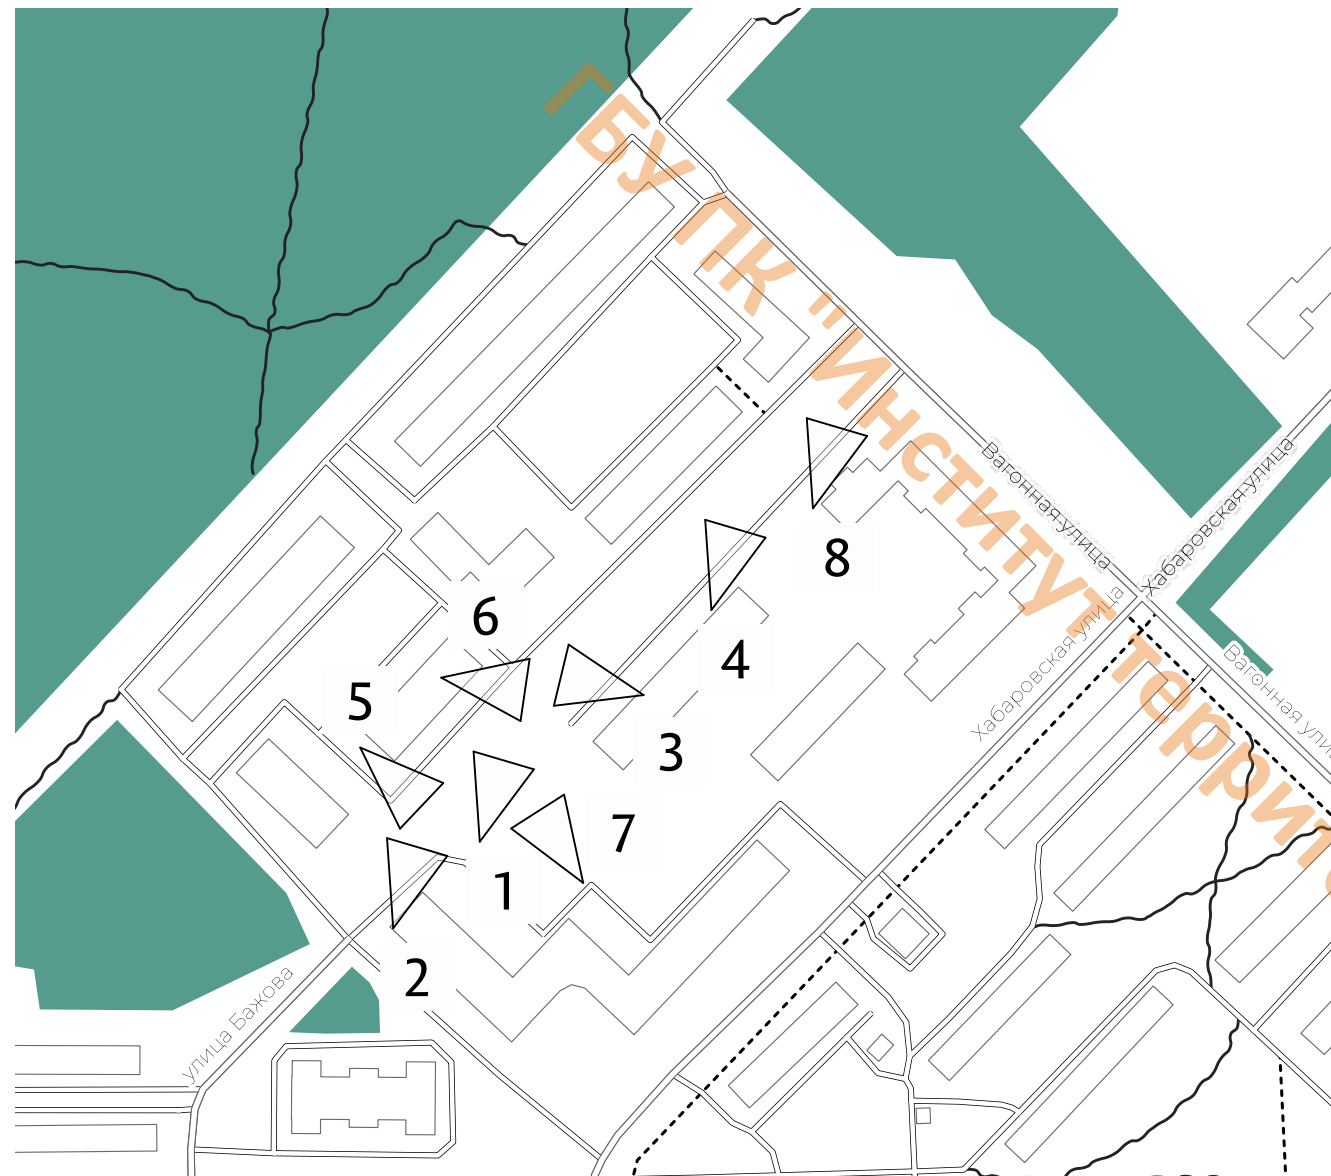 ГБУ ПК "Институт террит
Вагонная улица
Хабаровская улица
Хабаровская улица
Вагонная ули
улица Бажова
8
6
4
5
3
7
1
2